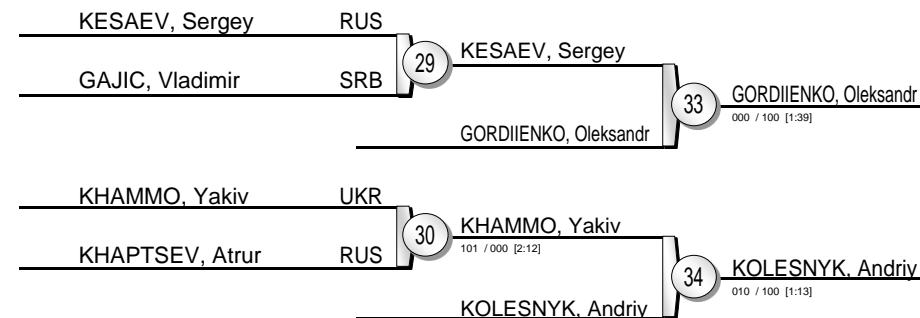 KESAEV, Sergey RUS
29
KESAEV, Sergey
GAJIC, Vladimir SRB
33
GORDIIENKO, Oleksandr
000 / 100 [1:39]
GORDIIENKO, Oleksandr
KHAMMO, Yakiv UKR
30
KHAMMO, Yakiv
101 / 000 [2:12]
KHAPTSEV, Atrur RUS
34
KOLESNYK, Andriy
010 / 100 [1:13]
KOLESNYK, Andriy